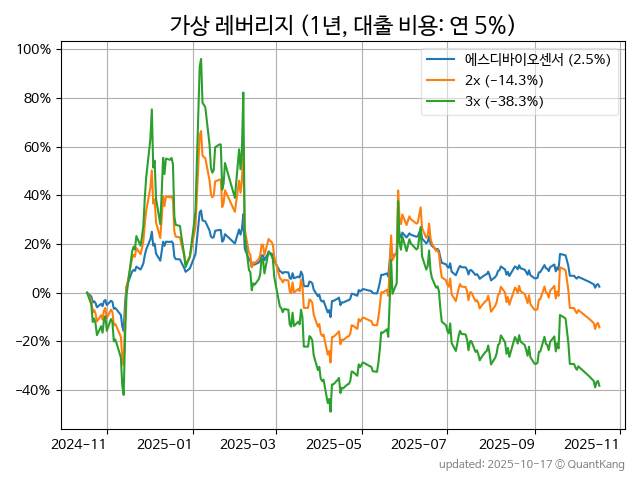 가상 레버리지 (1년, 대출 비용: 연 5%)
에스디바이오센서 (2.5%)
2x (−14.3%)
3x (−38.3%)
100%
80%
60%
40%
20%
0%
−20%
−40%
2024-11 2025-01 2025-03 2025-05 2025-07 2025-09 2025-11
updated: 2025-10-17 © QuantKang